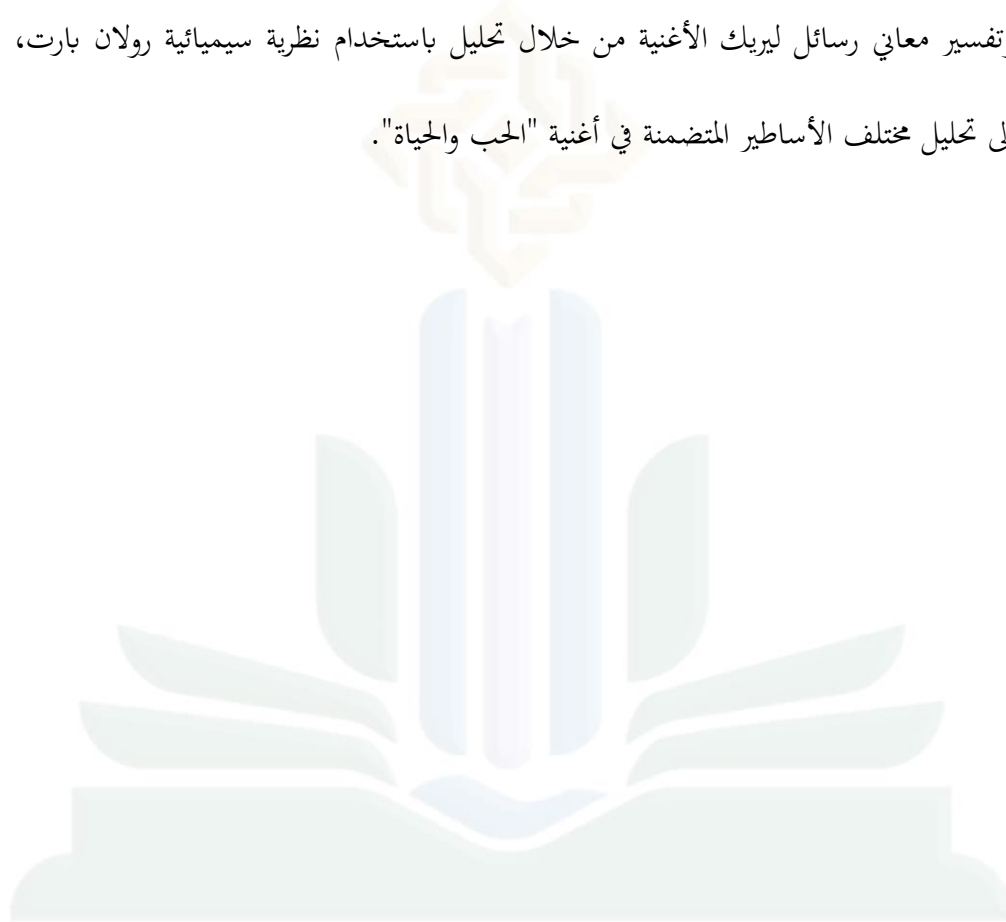 وتفسير معاني رسائل ليريك الأغنية من خلال تحليل باستخدام نظرية سيميائية رولان بارت،
تحليل مختلف الأساطير المتضمنة في أغنية "الحب والحياة".